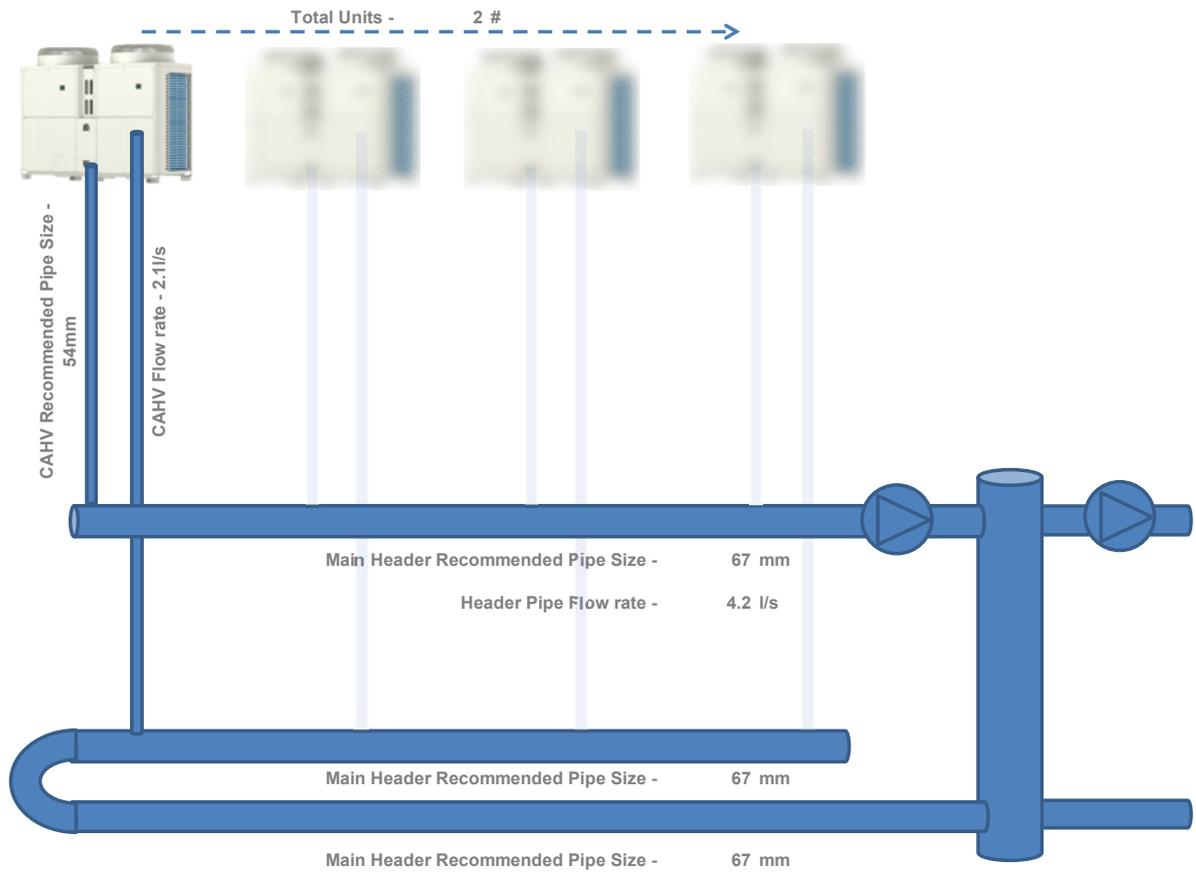 Total Units - 2 #
CAHV Recommended Pipe Size -
54mm
CAHV Flow rate - 2.1l/s
Main Header Recommended Pipe Size - 67 mm
Header Pipe Flow rate - 4.2 l/s
Main Header Recommended Pipe Size - 67 mm
Main Header Recommended Pipe Size - 67 mm